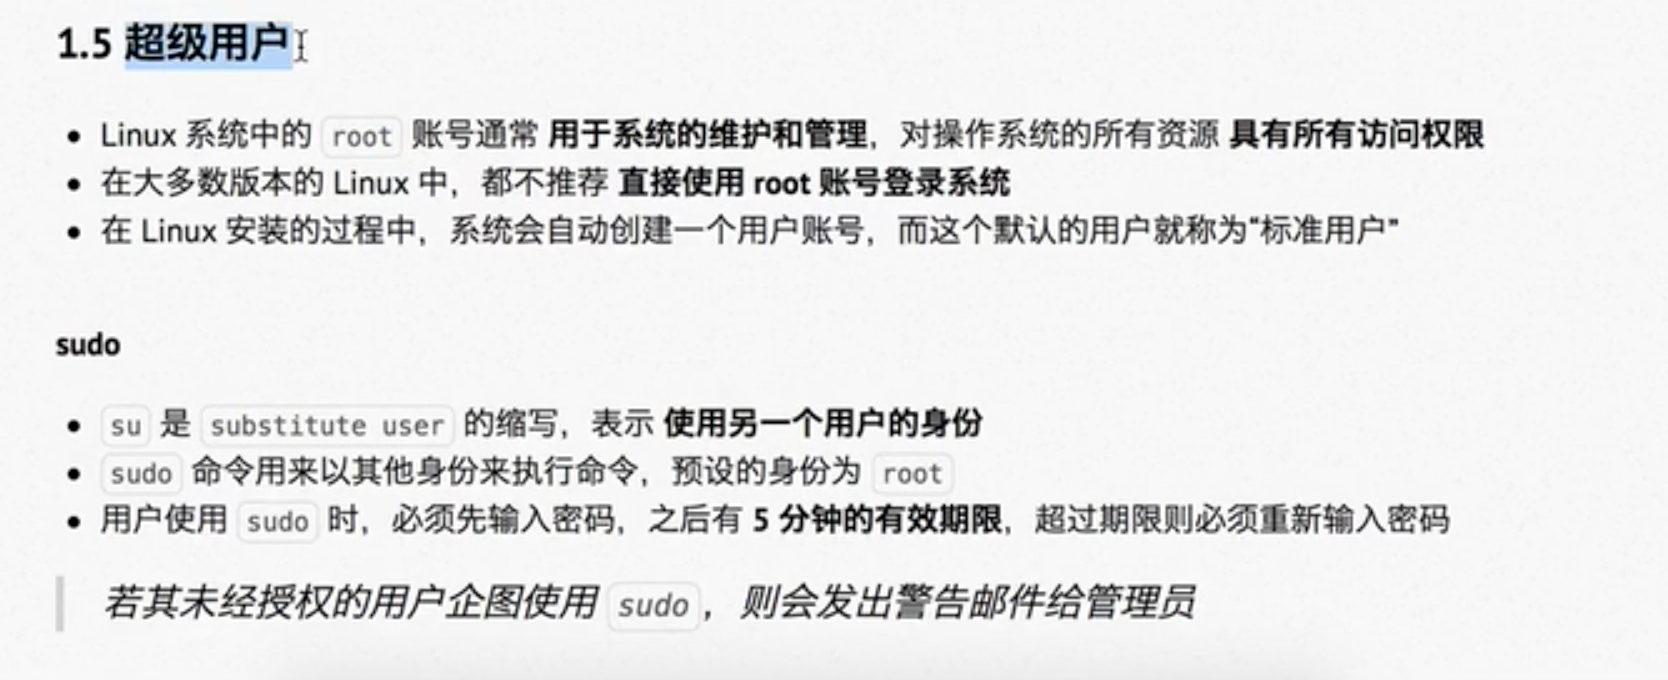 1.5 超级用户
Linux 系统中的 root 账号通常 用于系统的维护和管理，对操作系统的所有资源 具有所有访问权限
在大多数版本的 Linux 中，都不推荐 直接使用 root 账号登录系统
在 Linux 安装的过程中，系统会自动创建一个用户账号，而这个默认的用户就称为“标准用户”
sudo
su 是 substitute user 的缩写，表示 使用另一个用户的身份
sudo 命令用来以其他身份来执行命令，预设的身份为 root
用户使用 sudo 时，必须先输入密码，之后有 5 分钟的有效期限，超过期限则必须重新输入密码
若其未经授权的用户企图使用 sudo，则会发出警告邮件给管理员